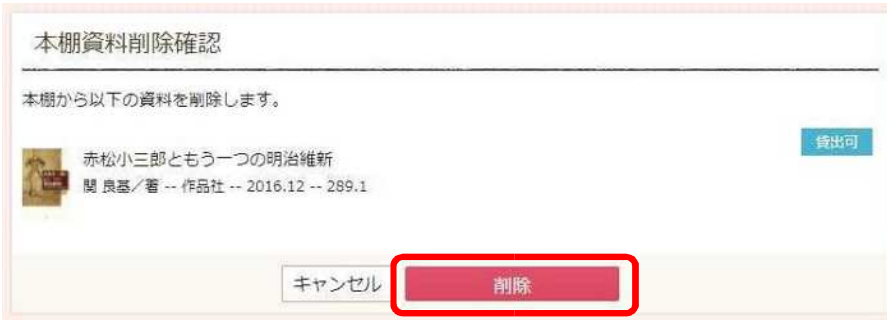 本棚資料削除確認
本棚から以下の資料を削除します。
貸出可
赤松小三郎ともう一つの明治維新
関 良基／著 -- 作品社 -- 2016.12 -- 289.1
キャンセル
削除